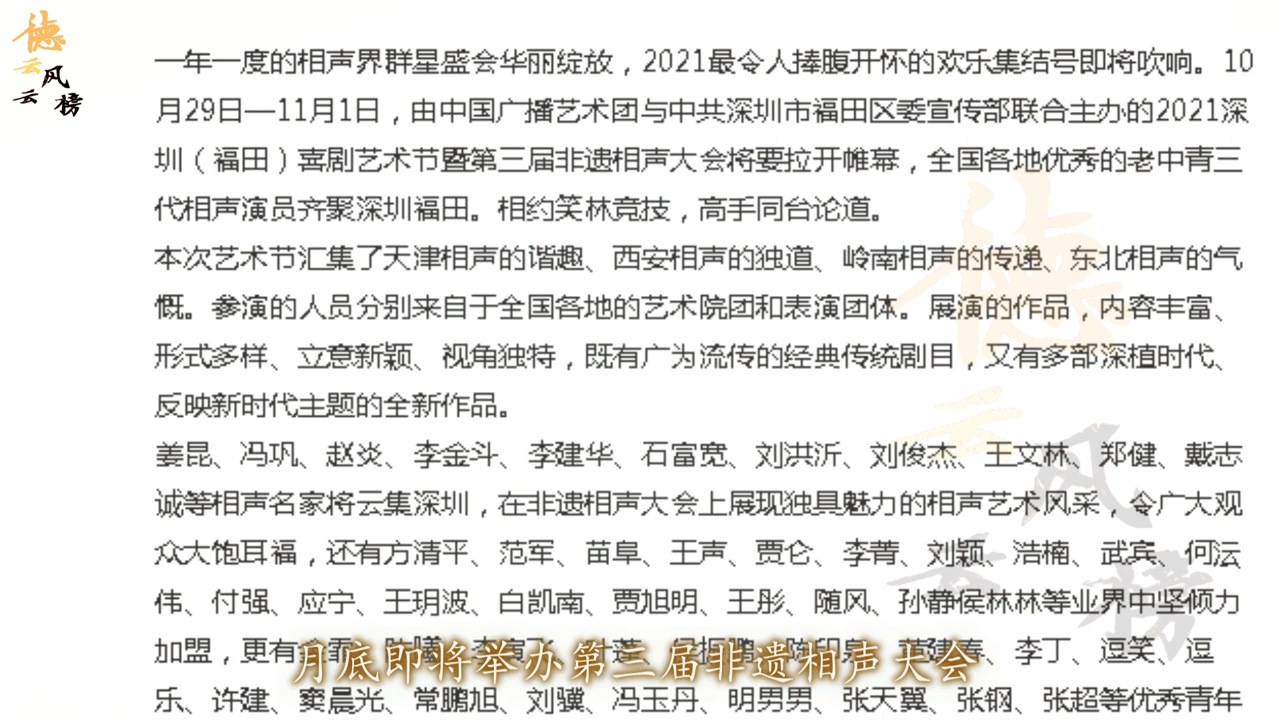 德云风云榜
一年一度的相声界群星盛会华丽绽放，2021最令人捧腹开怀的欢乐集结号即将吹响。10
月29日—11月1日，由中国广播艺术团与中共深圳市福田区委宣传部联合主办的2021深
圳（福田）喜剧艺术节暨第三届非遗相声大会将要拉开帷幕，全国各地优秀的老中青三
代相声演员齐聚深圳福田。相约笑林竞技，高手同台论道。
本次艺术节汇集了天津相声的谐趣、西安相声的独道、岭南相声的传递、东北相声的气
慨。参演的人员分别来自于全国各地的艺术院团和表演团体。展演的作品，内容丰富、
形式多样、立意新颖、视角独特，既有广为流传的经典传统剧目，又有多部深植时代、
反映新时代主题的全新作品。
姜昆、冯巩、赵炎、李金斗、李建华、石富宽、刘洪沂、刘俊杰、王文林、郑健、戴志
诚等相声名家将云集深圳，在非遗相声大会上展现独具魅力的相声艺术风采，令广大观
众大饱耳福，还有方清平、范军、苗阜、王声、贾仑、李菁、刘颖、浩楠、武宾、何沄
伟、付强、应宁、王玥波、白凯南、贾旭明、王彤、随风、孙静侯林林等业界中坚倾力
加盟，更有 李丁、逗笑、逗
月底即将举办第三届非遗相声大会
乐、许建、窦晨光、常鹏旭、刘骥、冯玉丹、明男男、张天翼、张钢、张超等优秀青年
德云风云榜